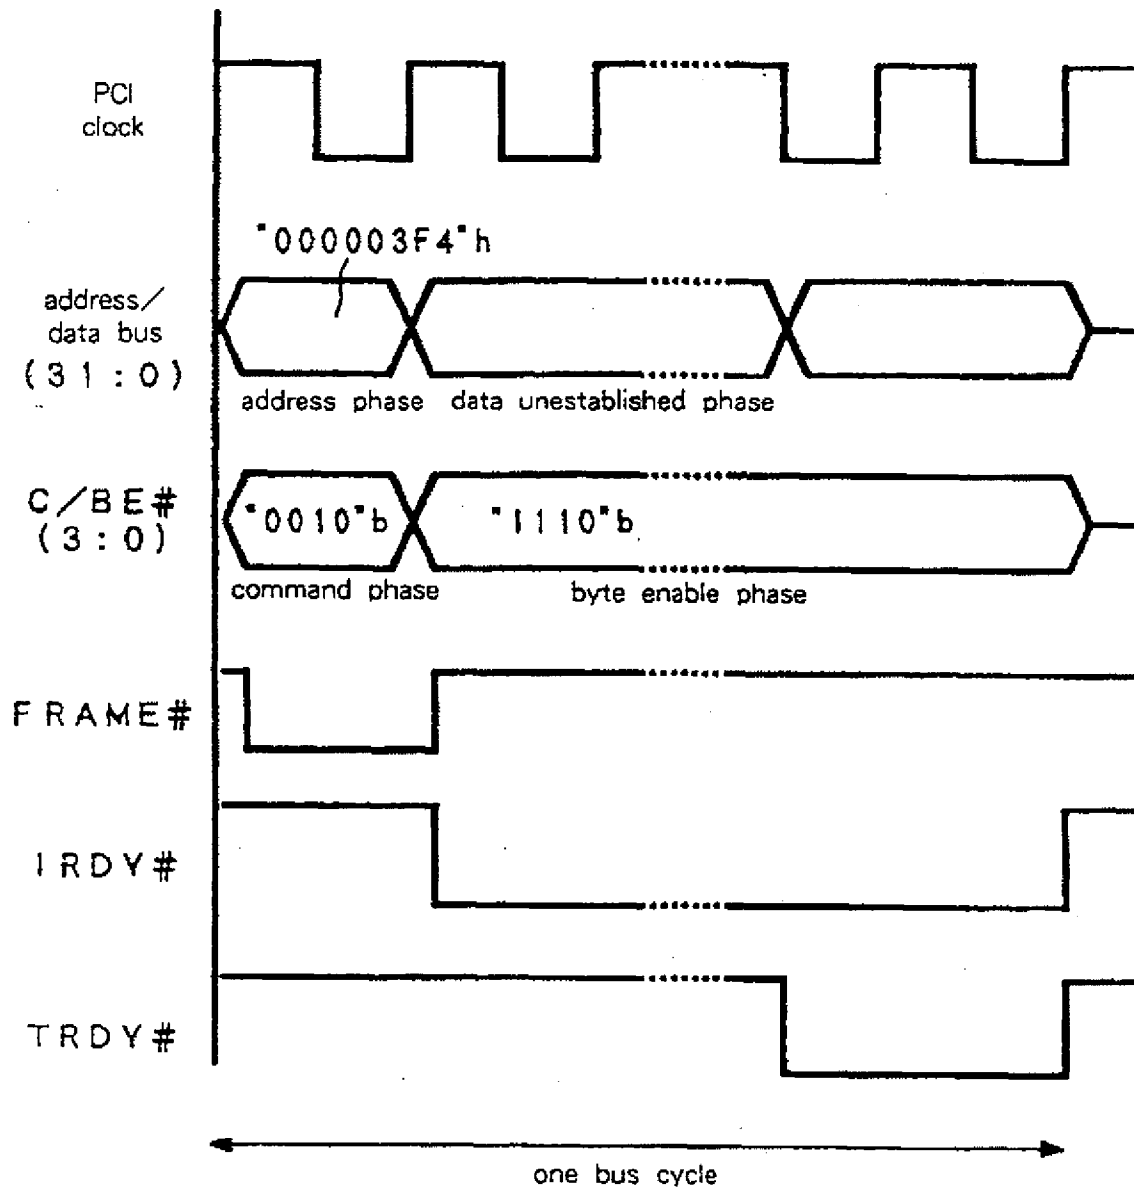 PCI
clock
"000003F4"h
address/
data bus
(31:0)
address phase
data unestablished phase
C/BE#
(3:0)
"0010"b
"1110"b
command phase
byte enable phase
FRAME#
IRDY#
TRDY#
one bus cycle